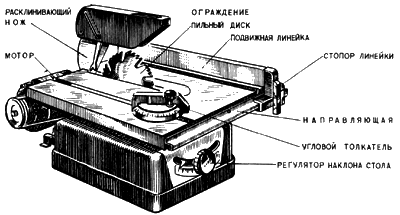 РАСКЛИНИВАЮЩИЙ
НОЖ
ОГРАЖДЕНИЕ
ПИЛЬНЫЙ ДИСК
ПОДВИЖНАЯ ЛИНЕЙКА
МОТОР
СТОПОР ЛИНЕЙКИ
НАПРАВЛЯЮЩАЯ
УГЛОВОЙ ТОЛКАТЕЛЬ
РЕГУЛЯТОР НАКЛОНА СТОЛА